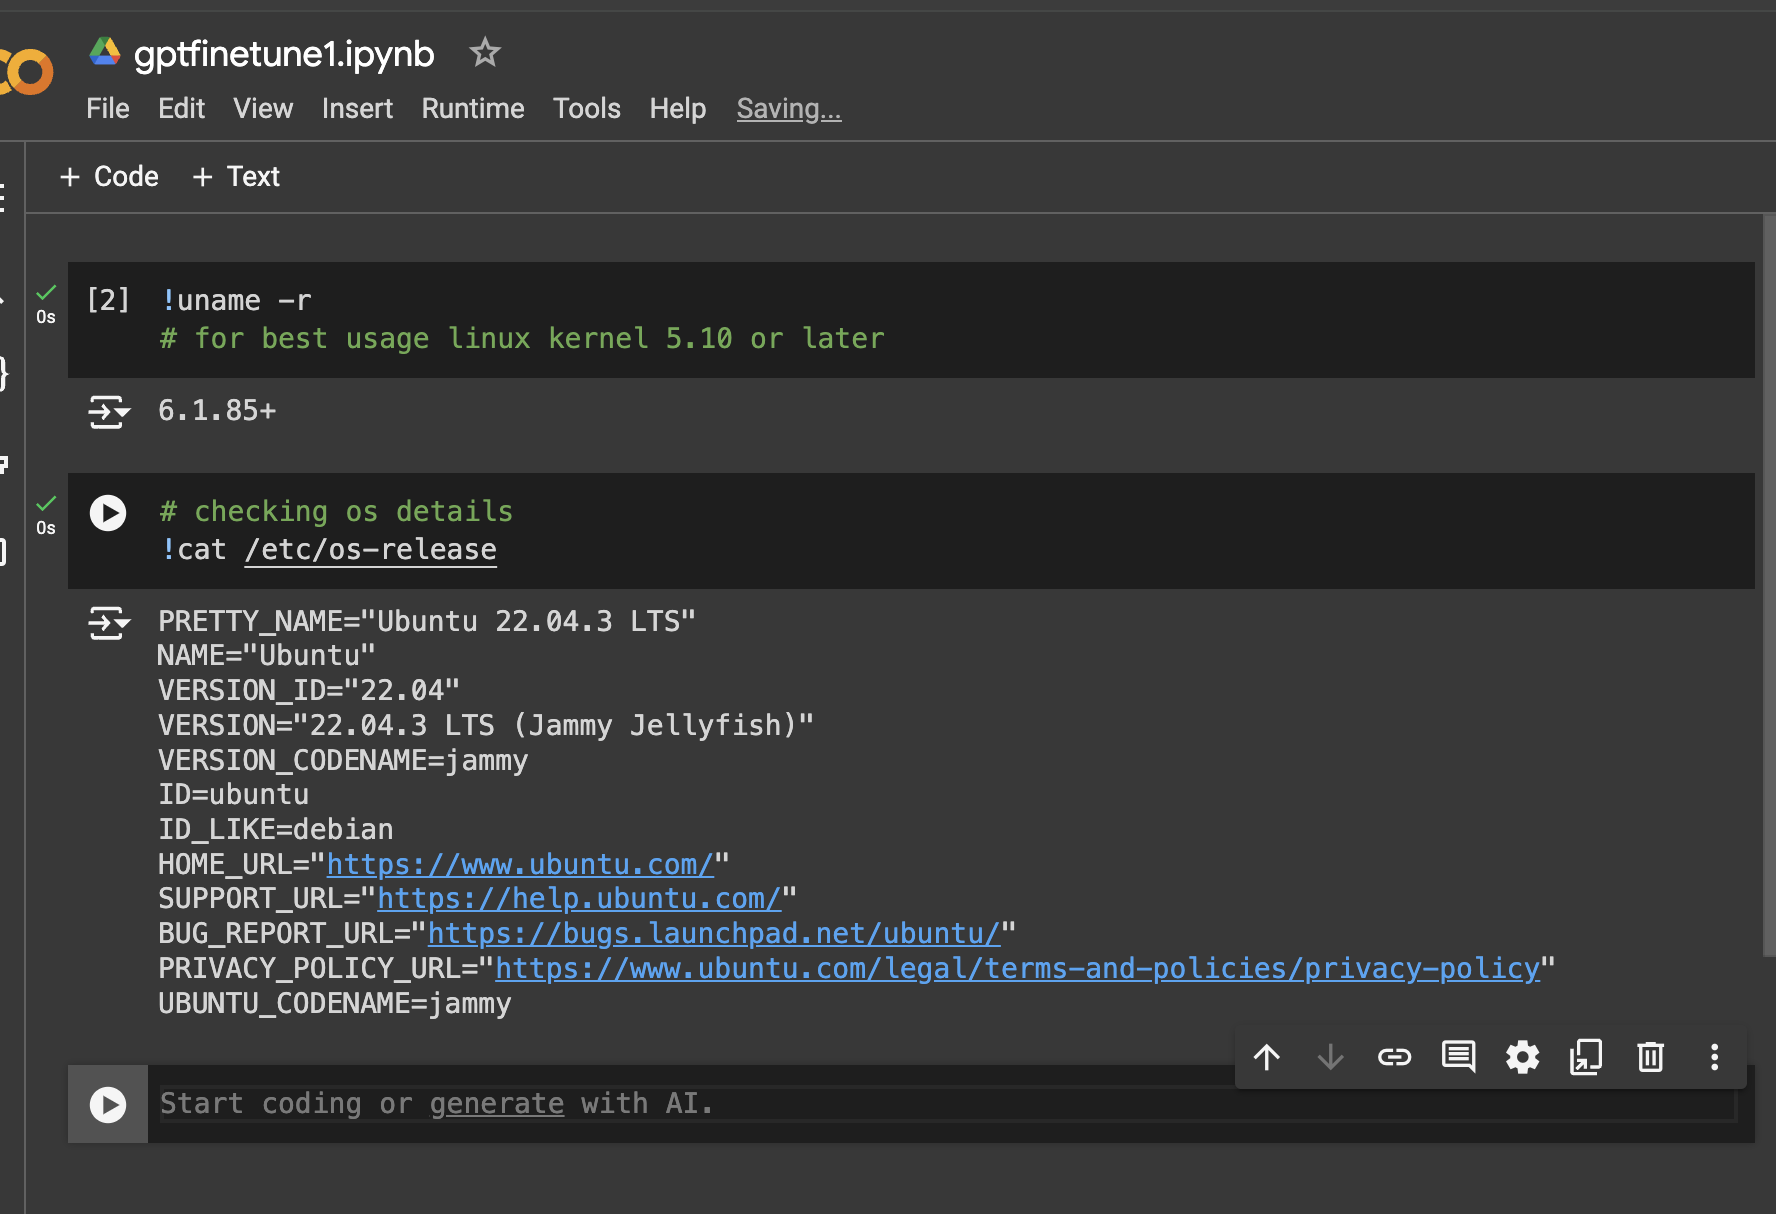 gptfinetune1.ipynb
File Edit View Insert Runtime Tools Help Saving...
+ Code + Text
[2] !uname -r
0s
# for best usage linux kernel 5.10 or later
6.1.85+
# checking os details
0s
!cat /etc/os-release
PRETTY_NAME="Ubuntu 22.04.3 LTS"
NAME="Ubuntu"
VERSION_ID="22.04"
VERSION="22.04.3 LTS (Jammy Jellyfish)"
VERSION_CODENAME=jammy
ID=ubuntu
ID_LIKE=debian
HOME_URL="https://www.ubuntu.com/"
SUPPORT_URL="https://help.ubuntu.com/"
BUG_REPORT_URL="https://bugs.launchpad.net/ubuntu/"
PRIVACY_POLICY_URL="https://www.ubuntu.com/legal/terms-and-policies/privacy-policy"
UBUNTU_CODENAME=jammy
Start coding or generate with AI.